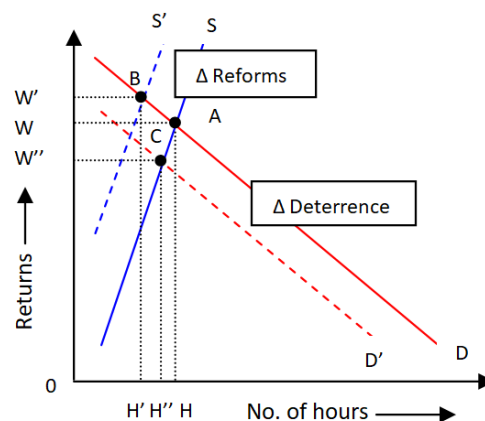 S’ S
Δ Reforms
B
W’
W
A
C
W’’
Δ Deterrence
Returns
D’
D
0
H’ H’’ H
No. of hours